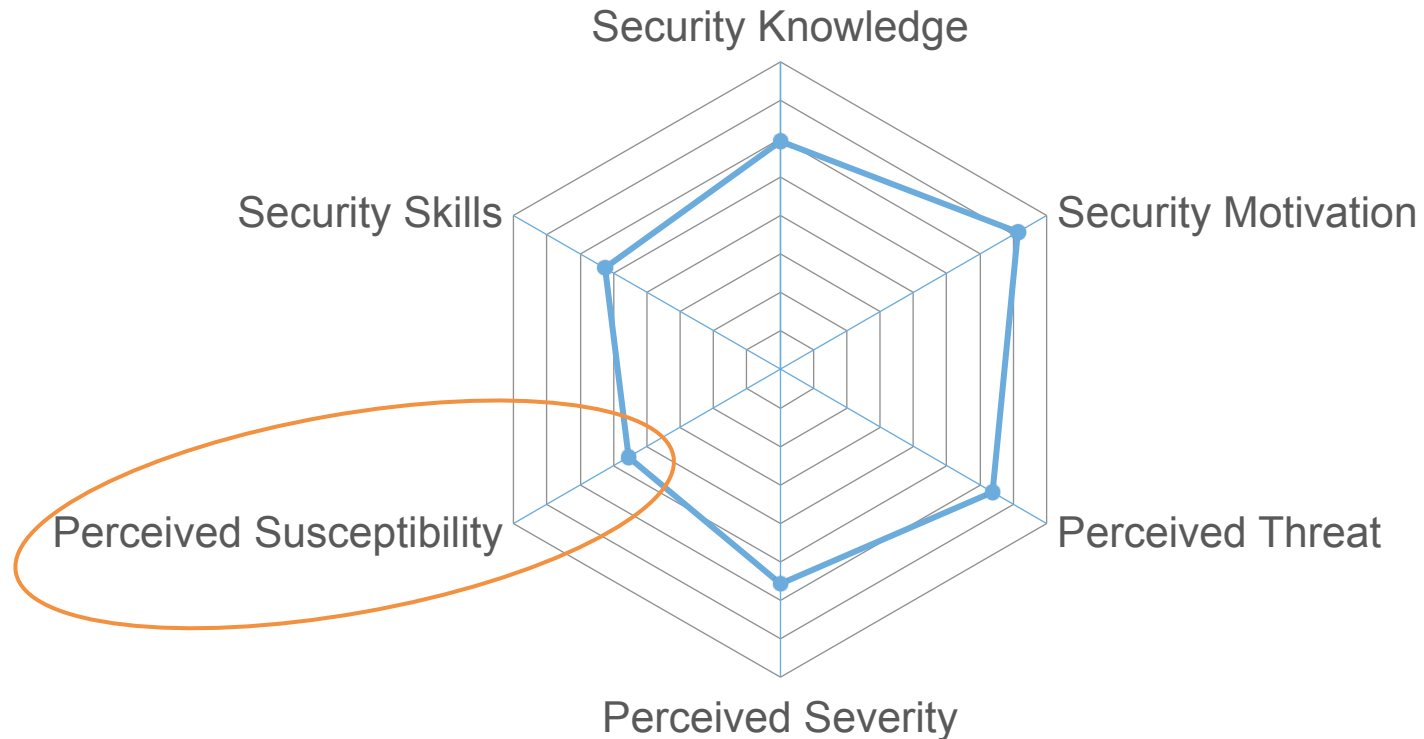 Security Knowledge
Security Skills
Security Motivation
Perceived Susceptibility
Perceived Threat
Perceived Severity